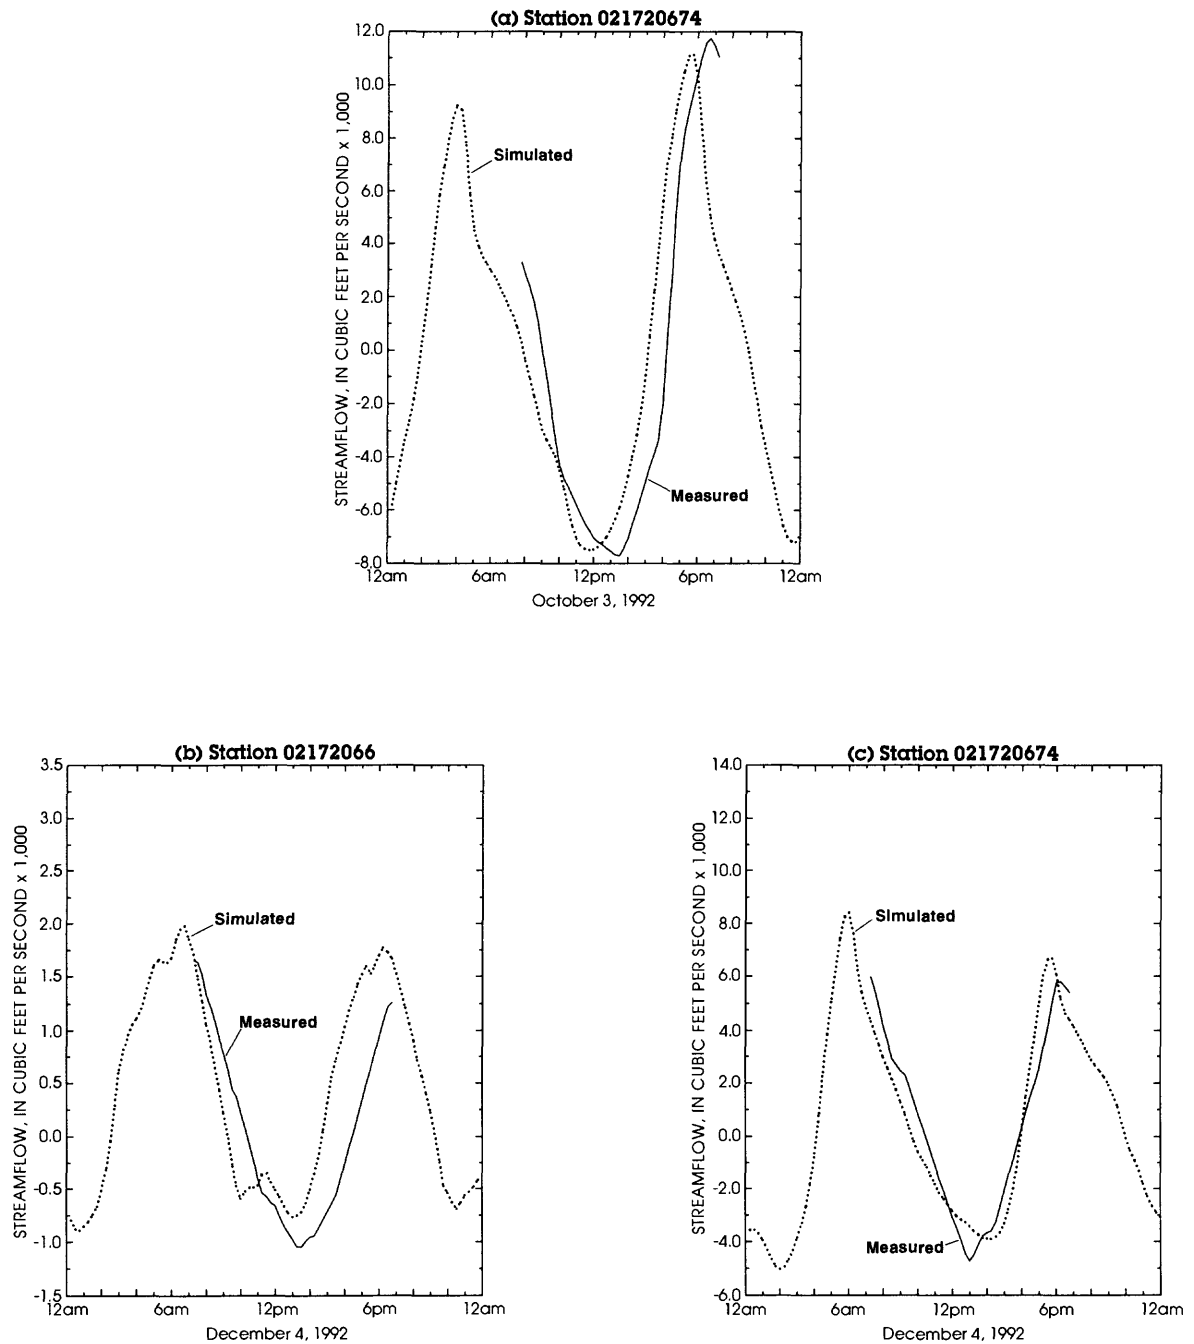 (a) Station 021720674
STREAMFLOW, IN CUBIC FEET PER SECOND x 1,000
12.0
10.0
8.0
6.0
4.0
2.0
0.0
-2.0
-4.0
-6.0
-8.0
Simulated
Measured
12am 6am 12pm 6pm 12am
October 3, 1992
(b) Station 02172066
STREAMFLOW, IN CUBIC FEET PER SECOND x 1,000
3.5
3.0
2.5
2.0
1.5
1.0
0.5
0.0
-0.5
-1.0
-1.5
Simulated
Measured
12am 6am 12pm 6pm 12am
December 4, 1992
(c) Station 021720674
STREAMFLOW, IN CUBIC FEET PER SECOND x 1,000
14.0
12.0
10.0
8.0
6.0
4.0
2.0
0.0
-2.0
-4.0
-6.0
Simulated
Measured
12am 6am 12pm 6pm 12am
December 4, 1992